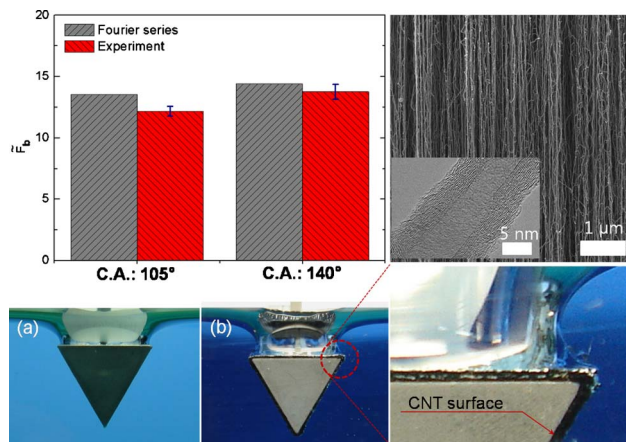 20
15
10
5
0
F̃b
Fourier series
Experiment
C.A.: 105°
C.A.: 140°
5 nm
1 µm
(a)
(b)
CNT surface